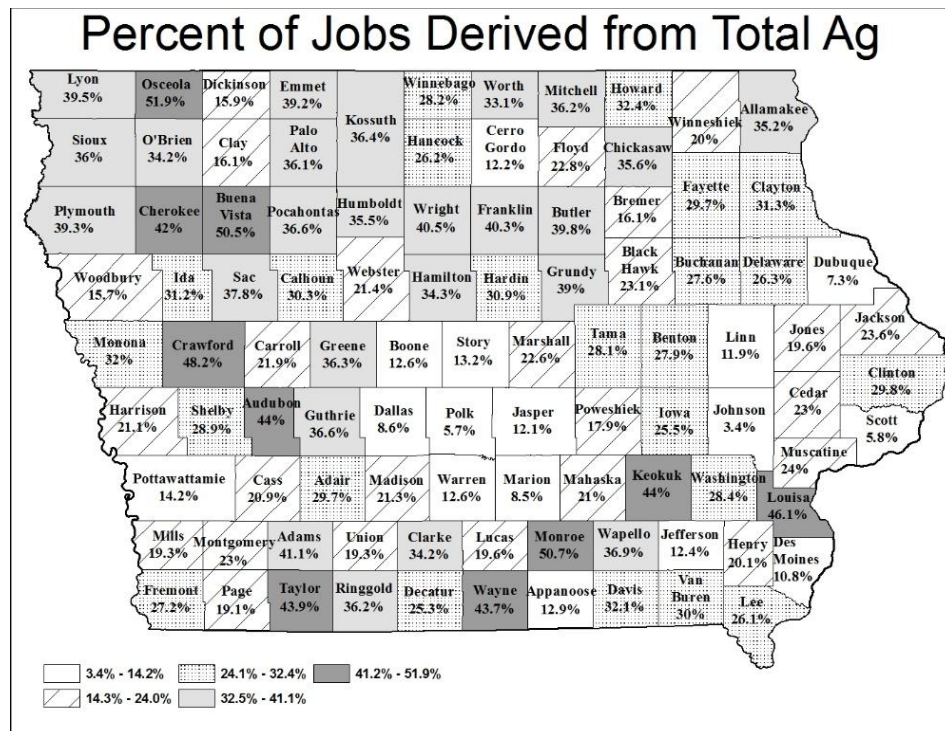 Percent of Jobs Derived from Total Ag
Lyon
39.5%
Osceola
51.9%
Dickinson
15.9%
Emmet
39.2%
Kossuth
36.4%
Winnebago
28.2%
Worth
33.1%
Mitchell
36.2%
Howard
32.4%
Winneshiek
20%
Allamakee
35.2%
Sioux
36%
O'Brien
34.2%
Clay
16.1%
Palo
Alto
36.1%
Hancock
26.2%
Cerro
Gordo
12.2%
Floyd
22.8%
Chickasaw
35.6%
Fayette
29.7%
Clayton
31.3%
Plymouth
39.3%
Cherokee
42%
Buena
Vista
50.5%
Pocahontas
36.6%
Humboldt
35.5%
Wright
40.5%
Franklin
40.3%
Butler
39.8%
Bremer
16.1%
Woodbury
15.7%
Ida
31.2%
Sac
37.8%
Calhoun
30.3%
Webster
21.4%
Hamilton
34.3%
Hardin
30.9%
Grundy
39%
Black
Hawk
23.1%
Buchanan
27.6%
Delaware
26.3%
Dubuque
7.3%
Monona
32%
Crawford
48.2%
Carroll
21.9%
Greene
36.3%
Boone
12.6%
Story
13.2%
Marshall
22.6%
Tama
28.1%
Benton
27.9%
Linn
11.9%
Jones
19.6%
Jackson
23.6%
Clinton
29.8%
Harrison
21.1%
Shelby
28.9%
Audubon
44%
Guthrie
36.6%
Dallas
8.6%
Polk
5.7%
Jasper
12.1%
Poweshiek
17.9%
Iowa
25.5%
Johnson
3.4%
Cedar
23%
Scott
5.8%
Muscatine
24%
Pottawattamie
14.2%
Cass
20.9%
Adair
29.7%
Madison
21.3%
Warren
12.6%
Marion
8.5%
Mahaska
21%
Keokuk
44%
Washington
28.4%
Louisa
46.1%
Mills
19.3%
Montgomery
23%
Adams
41.1%
Union
19.3%
Clarke
34.2%
Lucas
19.6%
Monroe
50.7%
Wapello
36.9%
Jefferson
12.4%
Henry
20.1%
Des
Moines
10.8%
Fremont
27.2%
Page
19.1%
Taylor
43.9%
Ringgold
36.2%
Decatur
25.3%
Wayne
43.7%
Appanoose
12.9%
Davis
32.1%
Van
Buren
30%
Lee
26.1%
3.4% - 14.2%
24.1% - 32.4%
41.2% - 51.9%
14.3% - 24.0%
32.5% - 41.1%